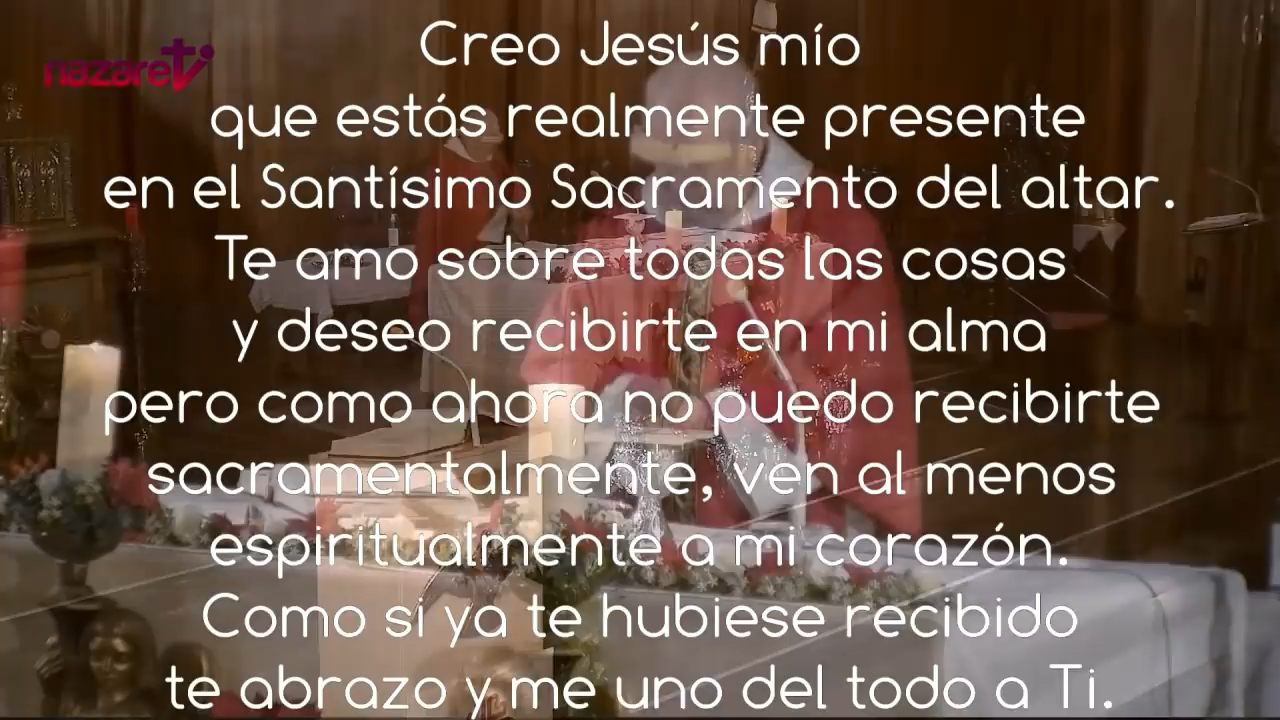 nazaretv
Creo Jesús mío
que estás realmente presente
en el Santísimo Sacramento del altar.
Te amo sobre todas las cosas
y deseo recibirte en mi alma
pero como ahora no puedo recibirte
sacramentalmente, ven al menos
espiritualmente a mi corazón.
Como si ya te hubiese recibido
te abrazo y me uno del todo a Ti.